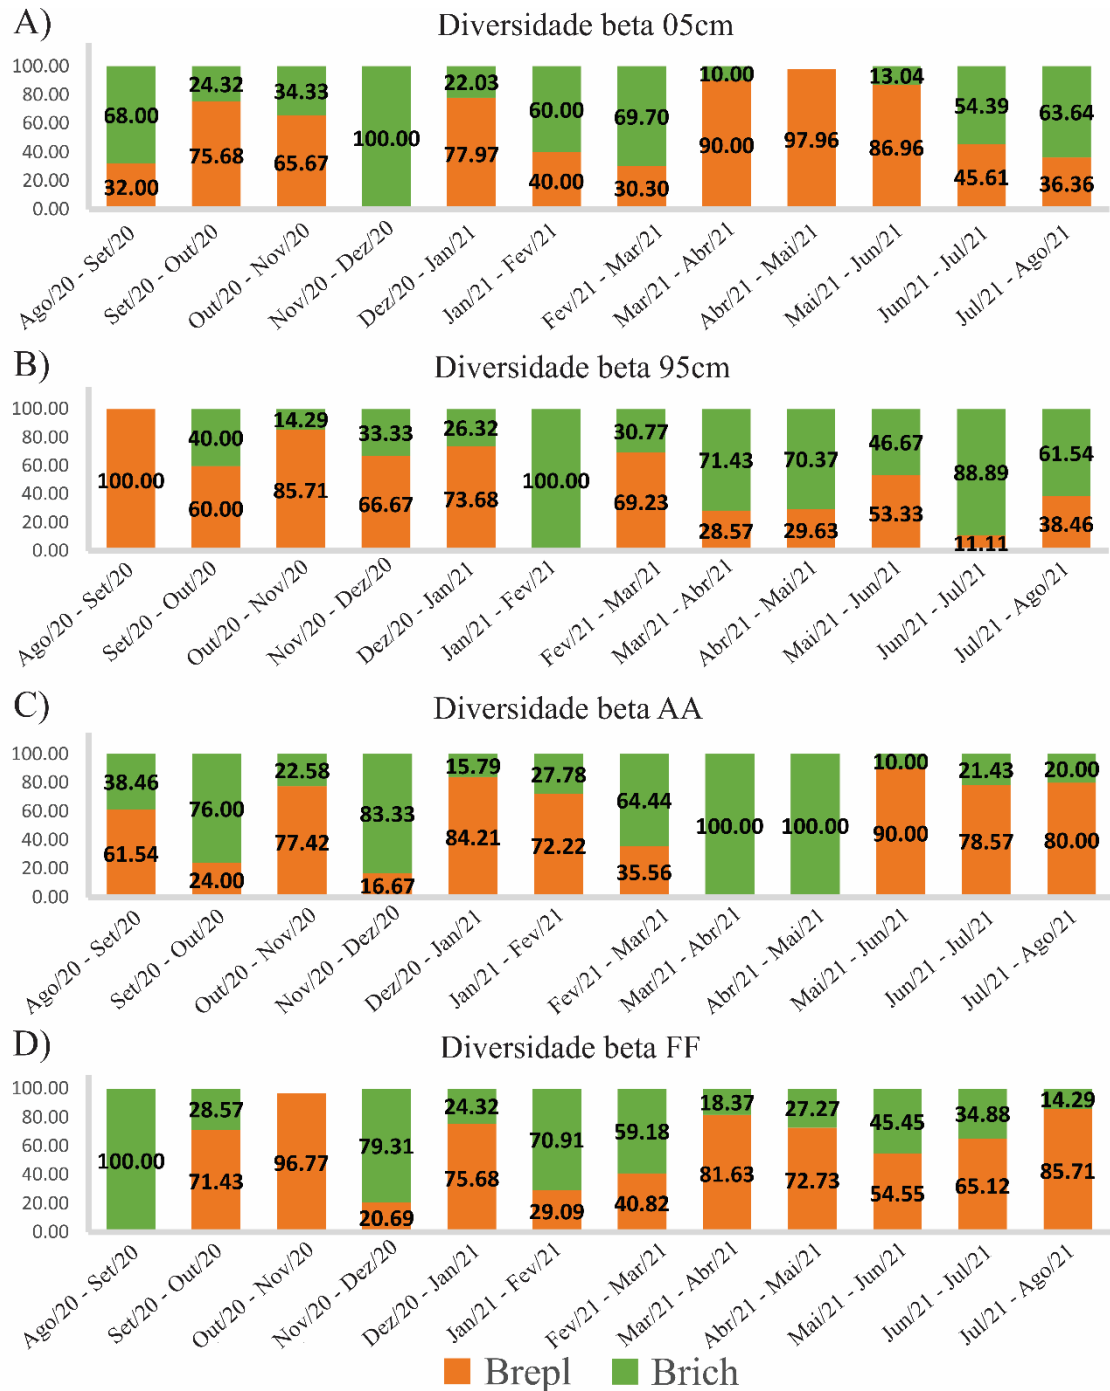 A)
Diversidade beta 05cm
100.00
80.00
60.00
40.00
20.00
0.00
68.00 24.32 34.33 100.00 22.03 60.00 69.70 10.00 13.04 54.39 63.64
32.00 75.68 65.67 77.97 40.00 30.30 90.00 97.96 86.96 45.61 36.36
Ago/20 - Set/20
Set/20 - Out/20
Out/20 - Nov/20
Nov/20 - Dez/20
Dez/20 - Jan/21
Jan/21 - Fev/21
Fev/21 - Mar/21
Mar/21 - Abr/21
Abr/21 - Mai/21
Mai/21 - Jun/21
Jun/21 - Jul/21
Jul/21 - Ago/21
B)
Diversidade beta 95cm
100.00
80.00
60.00
40.00
20.00
0.00
40.00 14.29 33.33 26.32 100.00 30.77 71.43 70.37 46.67 88.89 61.54
100.00 60.00 85.71 66.67 73.68 69.23 28.57 29.63 53.33 11.11 38.46
Ago/20 - Set/20
Set/20 - Out/20
Out/20 - Nov/20
Nov/20 - Dez/20
Dez/20 - Jan/21
Jan/21 - Fev/21
Fev/21 - Mar/21
Mar/21 - Abr/21
Abr/21 - Mai/21
Mai/21 - Jun/21
Jun/21 - Jul/21
Jul/21 - Ago/21
C)
Diversidade beta AA
100.00
80.00
60.00
40.00
20.00
0.00
38.46 76.00 22.58 83.33 15.79 27.78 64.44 100.00 100.00 10.00 21.43 20.00
61.54 24.00 77.42 16.67 84.21 72.22 35.56 90.00 78.57 80.00
Ago/20 - Set/20
Set/20 - Out/20
Out/20 - Nov/20
Nov/20 - Dez/20
Dez/20 - Jan/21
Jan/21 - Fev/21
Fev/21 - Mar/21
Mar/21 - Abr/21
Abr/21 - Mai/21
Mai/21 - Jun/21
Jun/21 - Jul/21
Jul/21 - Ago/21
D)
Diversidade beta FF
100.00
80.00
60.00
40.00
20.00
0.00
100.00 28.57 79.31 24.32 70.91 59.18 18.37 27.27 45.45 34.88 14.29
71.43 96.77 20.69 75.68 29.09 40.82 81.63 72.73 54.55 65.12 85.71
Ago/20 - Set/20
Set/20 - Out/20
Out/20 - Nov/20
Nov/20 - Dez/20
Dez/20 - Jan/21
Jan/21 - Fev/21
Fev/21 - Mar/21
Mar/21 - Abr/21
Abr/21 - Mai/21
Mai/21 - Jun/21
Jun/21 - Jul/21
Jul/21 - Ago/21
Brepl Brich